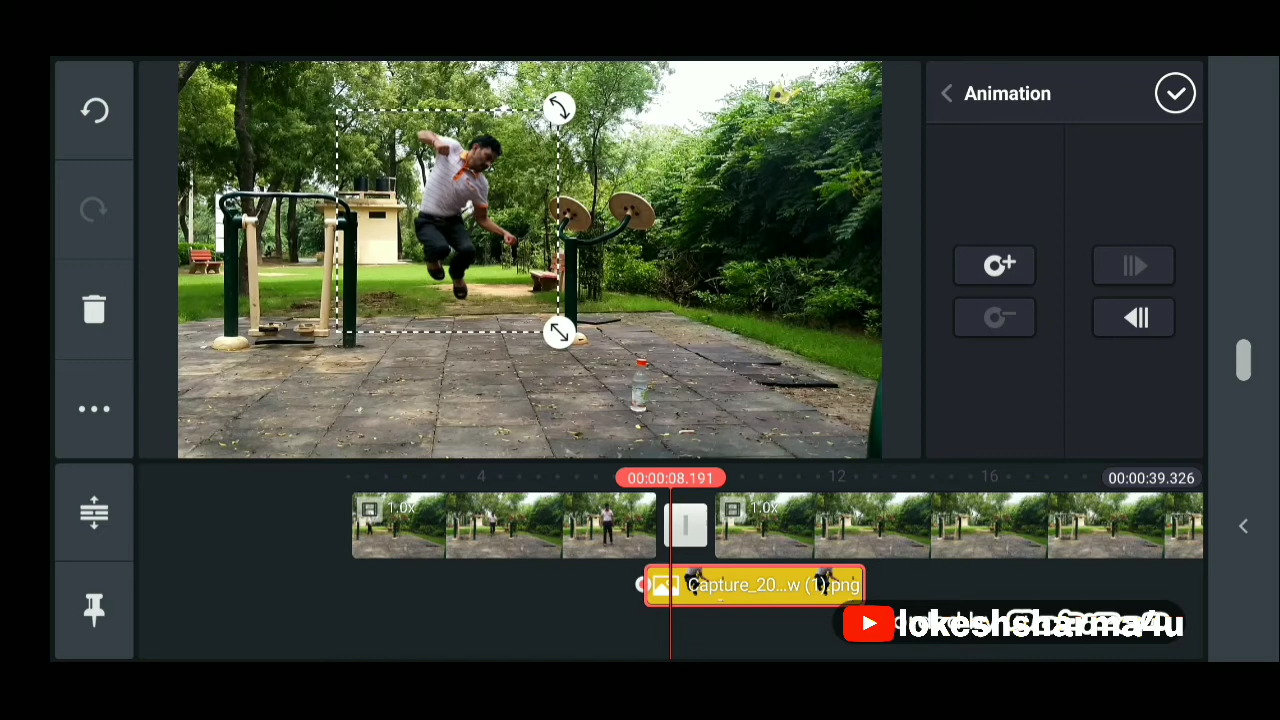 Animation
4
00:00:08.191
12
16
00:00:39.326
1.0x
1.0x
Capture_20...w (1).png
lokeshsharma4u